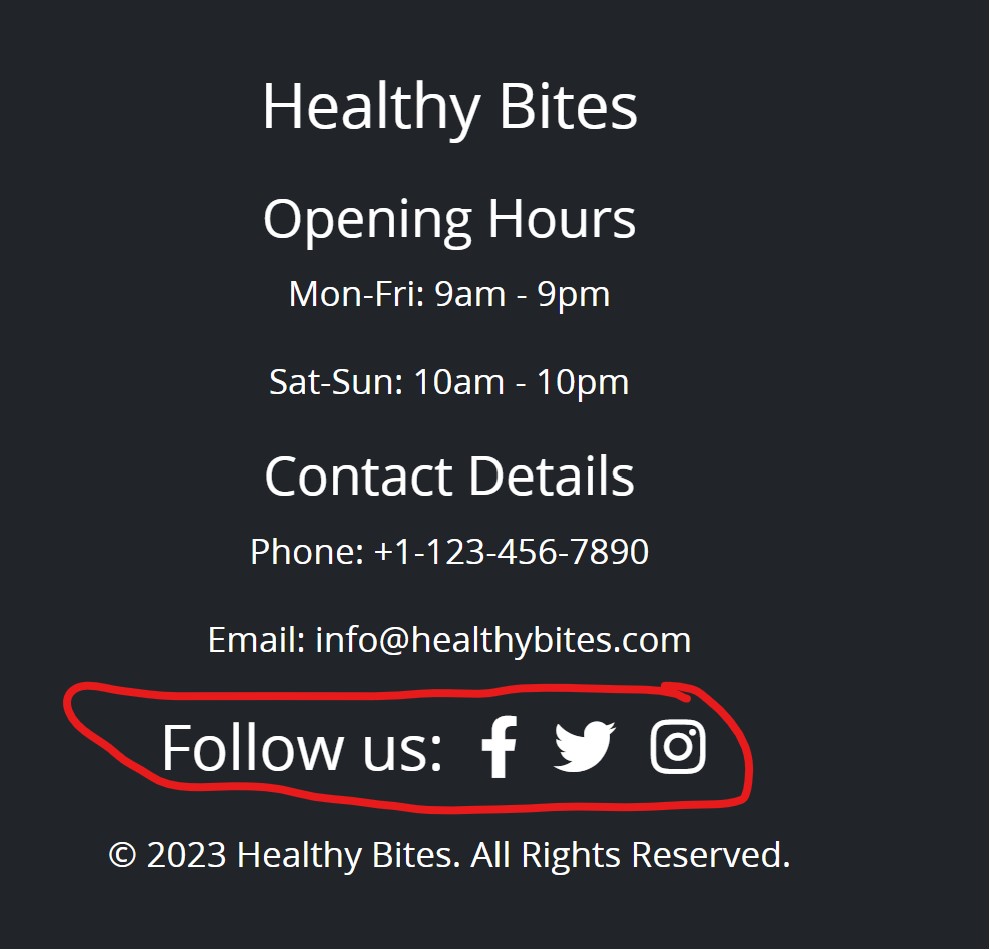 Healthy Bites
Opening Hours
Mon-Fri: 9am - 9pm
Sat-Sun: 10am - 10pm
Contact Details
Phone: +1-123-456-7890
Email: info@healthybites.com
Follow us:
© 2023 Healthy Bites. All Rights Reserved.